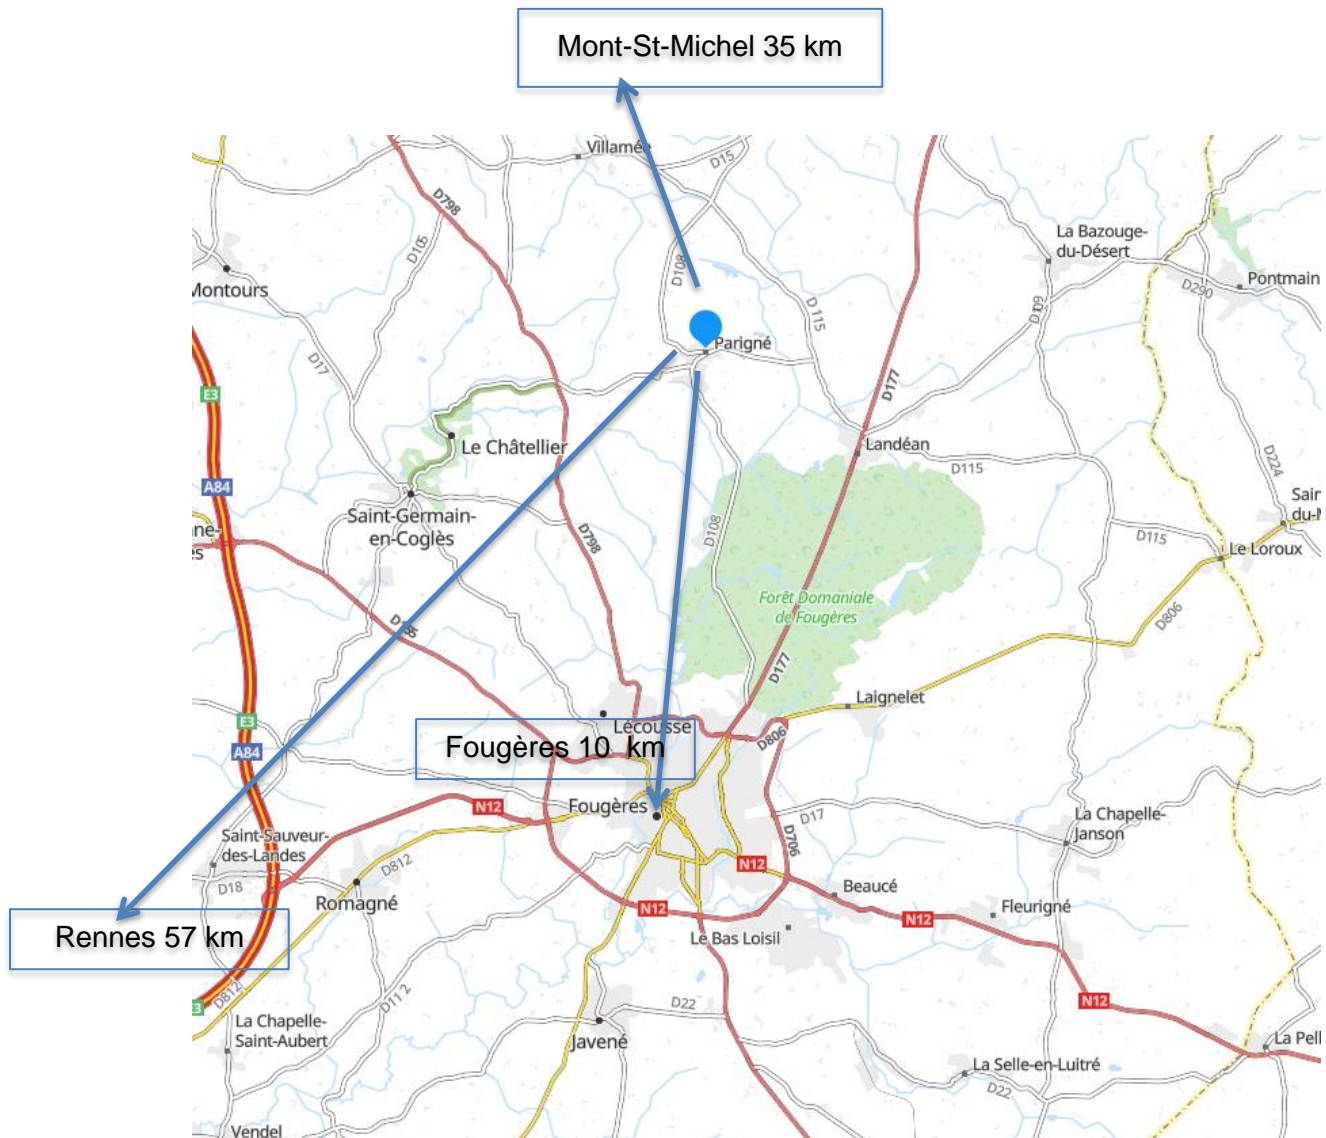 Mont-St-Michel 35 km
Villamée
D15
D798
D105
La Bazouge-
du-Désert
D108
Montours
Pontmain
D290
D109
D115
Parigné
D17
D177
E3
Le Châtellier
Landéan
D115
D224
A84
Saint-Germain-
en-Coglès
D108
D798
D115
Le Loroux
Forêt Domaniale
de Fougères
D806
D177
Laignelet
E3
Lécousse
A84
Fougères 10 km
D806
N12
Fougères
D17
La Chapelle-
Janson
D706
Saint-Sauveur-
des-Landes
D812
N12
D18
Romagné
Beaucé
N12
Fleurigné
N12
Rennes 57 km
Le Bas Loisil
D812
D112
D22
N12
La Chapelle-
Saint-Aubert
Javené
La Selle-en-Luitré
D22
Vendel